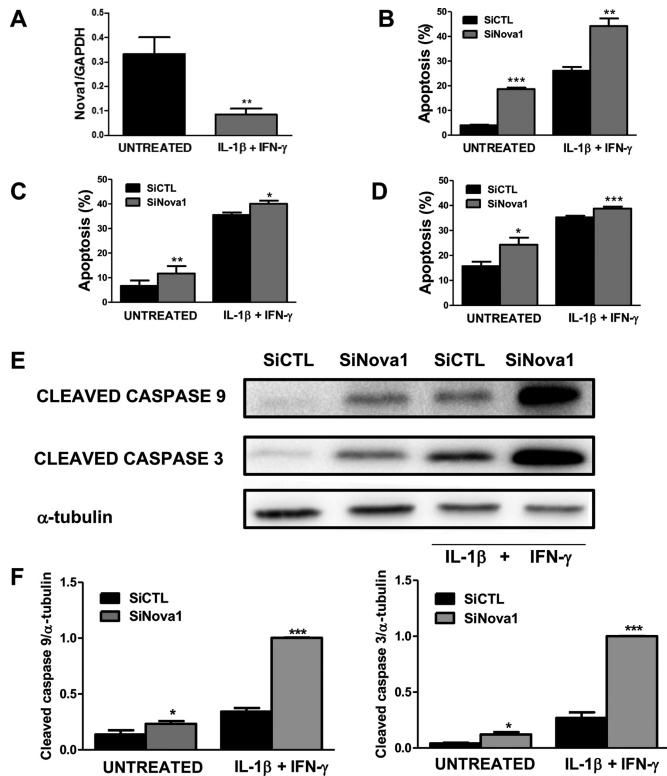 A
Nova1/GAPDH
0.5
0.4
0.3
0.2
0.1
0.0
**
UNTREATED
IL-1β + IFN-γ
B
Apoptosis (%)
50
40
30
20
10
0
SiCTL
SiNova1
***
**
UNTREATED
IL-1β + IFN-γ
C
Apoptosis (%)
50
40
30
20
10
0
SiCTL
SiNova1
**
*
UNTREATED
IL-1β + IFN-γ
D
Apoptosis (%)
50
40
30
20
10
0
SiCTL
SiNova1
*
***
UNTREATED
IL-1β + IFN-γ
E
SiCTL SiNova1 SiCTL SiNova1
CLEAVED CASPASE 9
CLEAVED CASPASE 3
α-tubulin
IL-1β + IFN-γ
F
Cleaved caspase 9/α-tubulin
1.5
1.0
0.5
0.0
SiCTL
SiNova1
*
***
UNTREATED
IL-1β + IFN-γ
Cleaved caspase 3/α-tubulin
1.5
1.0
0.5
0.0
SiCTL
SiNova1
*
***
UNTREATED
IL-1β + IFN-γ